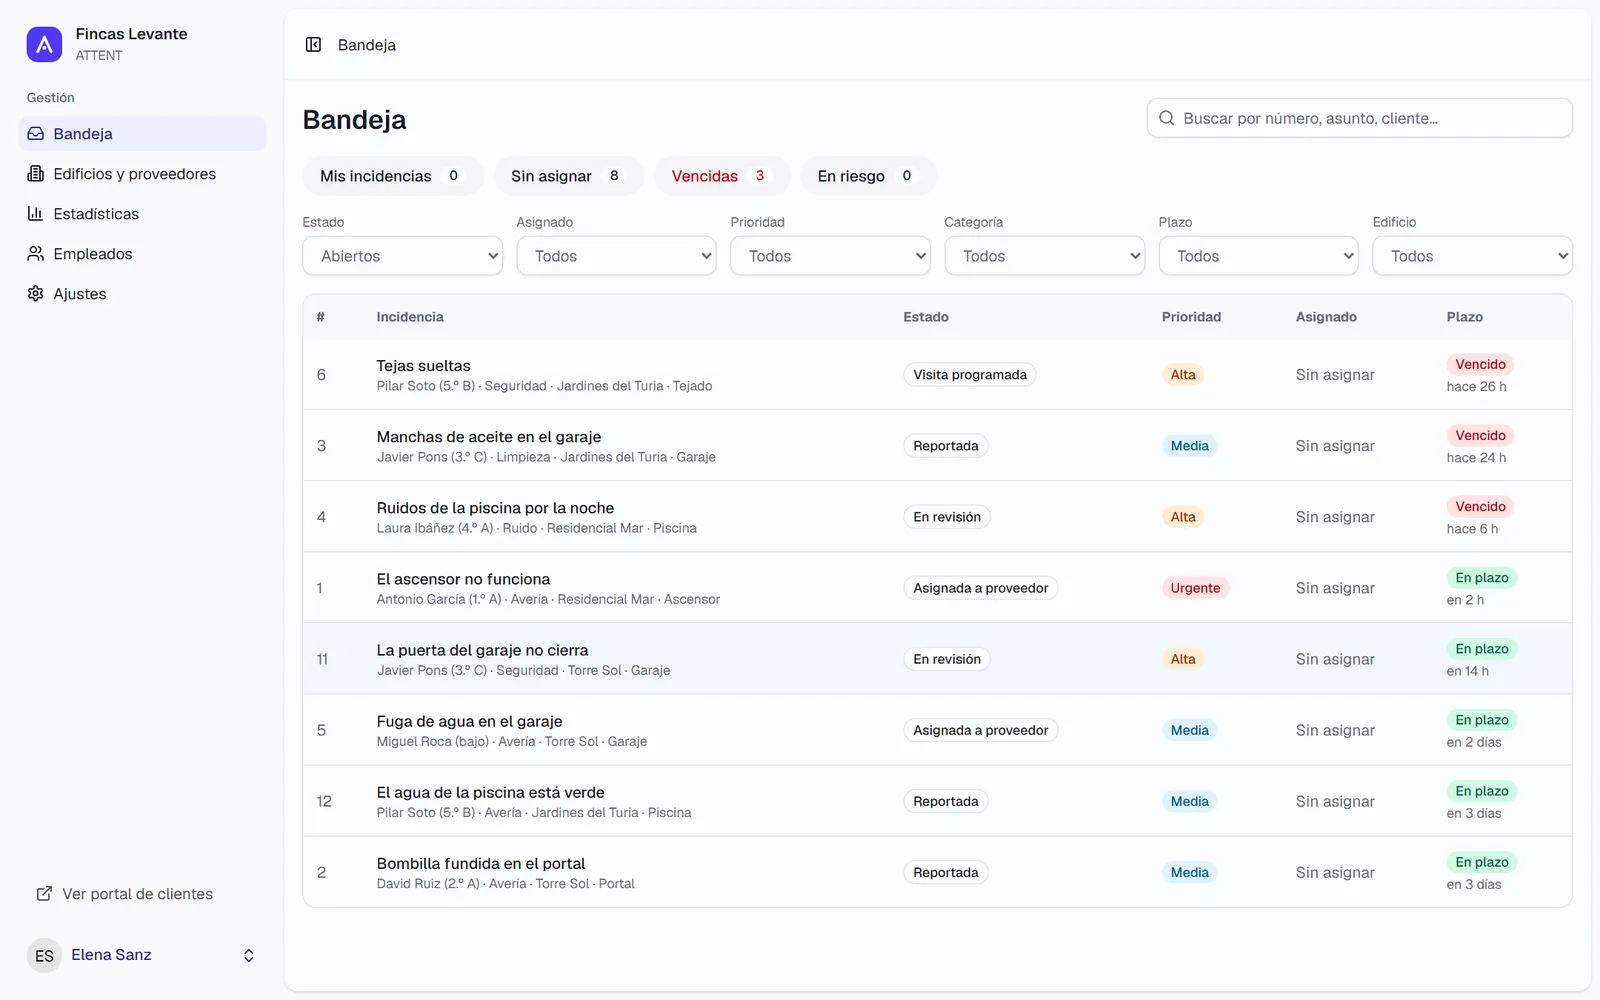 Fincas Levante
ATTENT
Gestión
Bandeja
Edificios y proveedores
Estadísticas
Empleados
Ajustes
Ver portal de clientes
ES Elena Sanz
Bandeja
Bandeja
Buscar por número, asunto, cliente...
Mis incidencias 0 Sin asignar 8 Vencidas 3 En riesgo 0
Estado Asignado Prioridad Categoría Plazo Edificio
Abiertos Todos Todos Todos Todos Todos
# Incidencia Estado Prioridad Asignado Plazo
6 Tejas sueltas Visita programada Alta Sin asignar Vencido
Pilar Soto (5.º B) · Seguridad · Jardines del Turia · Tejado hace 26 h
3 Manchas de aceite en el garaje Reportada Media Sin asignar Vencido
Javier Pons (3.º C) · Limpieza · Jardines del Turia · Garaje hace 24 h
4 Ruidos de la piscina por la noche En revisión Alta Sin asignar Vencido
Laura Ibáñez (4.º A) · Ruido · Residencial Mar · Piscina hace 6 h
1 El ascensor no funciona Asignada a proveedor Urgente Sin asignar En plazo
Antonio García (1.º A) · Avería · Residencial Mar · Ascensor en 2 h
11 La puerta del garaje no cierra En revisión Alta Sin asignar En plazo
Javier Pons (3.º C) · Seguridad · Torre Sol · Garaje en 14 h
5 Fuga de agua en el garaje Asignada a proveedor Media Sin asignar En plazo
Miguel Roca (bajo) · Avería · Torre Sol · Garaje en 2 días
12 El agua de la piscina está verde Reportada Media Sin asignar En plazo
Pilar Soto (5.º B) · Avería · Jardines del Turia · Piscina en 3 días
2 Bombilla fundida en el portal Reportada Media Sin asignar En plazo
David Ruiz (2.º A) · Avería · Torre Sol · Portal en 3 días